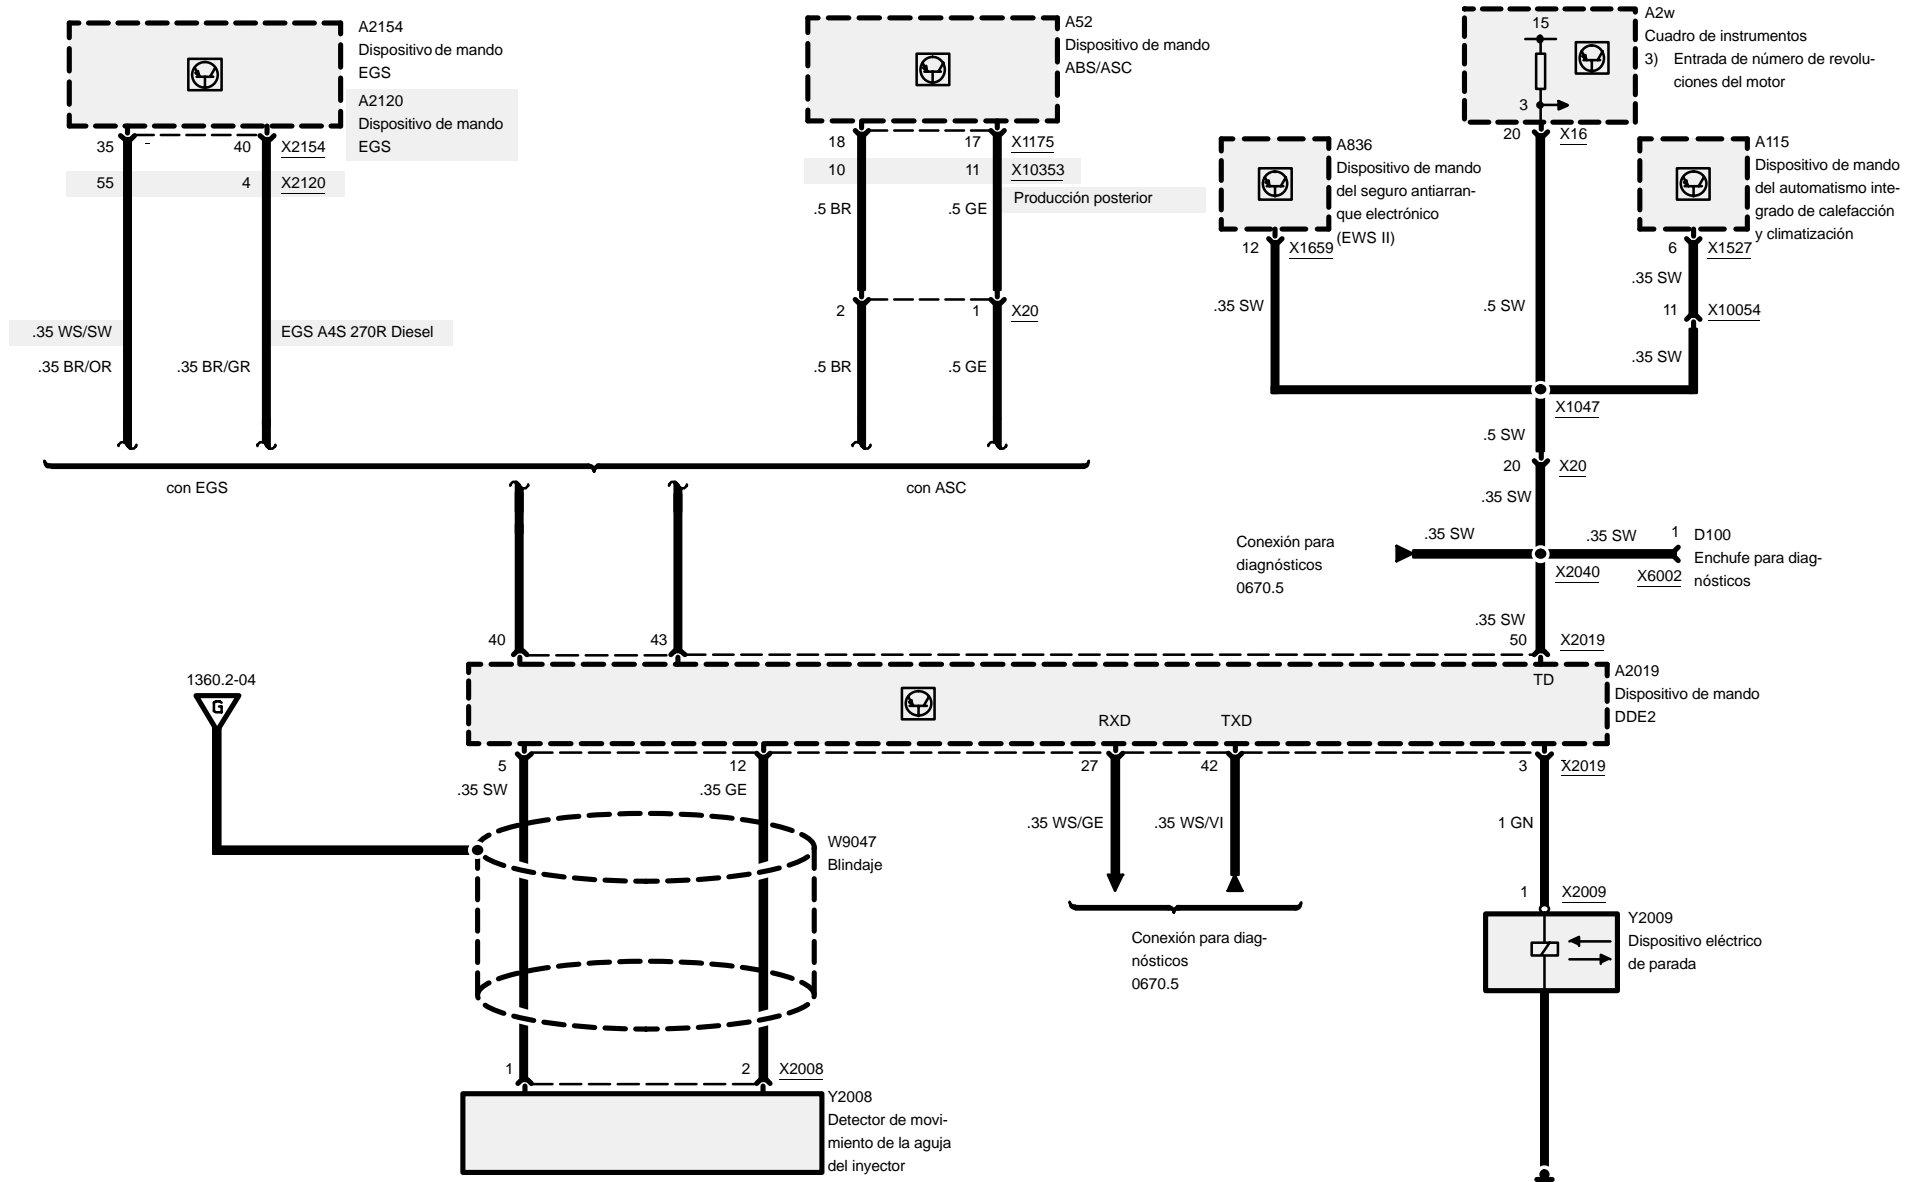 A2154
Dispositivo de mando
EGS
A2120
Dispositivo de mando
EGS
35
40
X2154
55
4
X2120
.35 WS/SW
.35 BR/OR
.35 BR/GR
EGS A4S 270R Diesel
con EGS
A52
Dispositivo de mando
ABS/ASC
18
17
X1175
10
11
X10353
Producción posterior
.5 BR
.5 GE
2
1
X20
.5 BR
.5 GE
con ASC
A2w
Cuadro de instrumentos
3) Entrada de número de revolu-
ciones del motor
15
3
20
X16
A836
Dispositivo de mando
del seguro antiarran-
que electrónico
(EWS II)
12
X1659
.35 SW
.5 SW
A115
Dispositivo de mando
del automatismo inte-
grado de calefacción
y climatización
6
X1527
.35 SW
11
X10054
.35 SW
X1047
.5 SW
20
X20
.35 SW
Conexión para
diagnósticos
0670.5
.35 SW
.35 SW
1
D100
Enchufe para diag-
nósticos
X2040
X6002
.35 SW
40
43
50
X2019
TD
A2019
Dispositivo de mando
DDE2
RXD
TXD
1360.2-04
G
5
12
27
42
3
X2019
.35 SW
.35 GE
.35 WS/GE
.35 WS/VI
1 GN
W9047
Blindaje
Conexión para diag-
nósticos
0670.5
1
X2009
Y2009
Dispositivo eléctrico
de parada
1
2
X2008
Y2008
Detector de movi-
miento de la aguja
del inyector